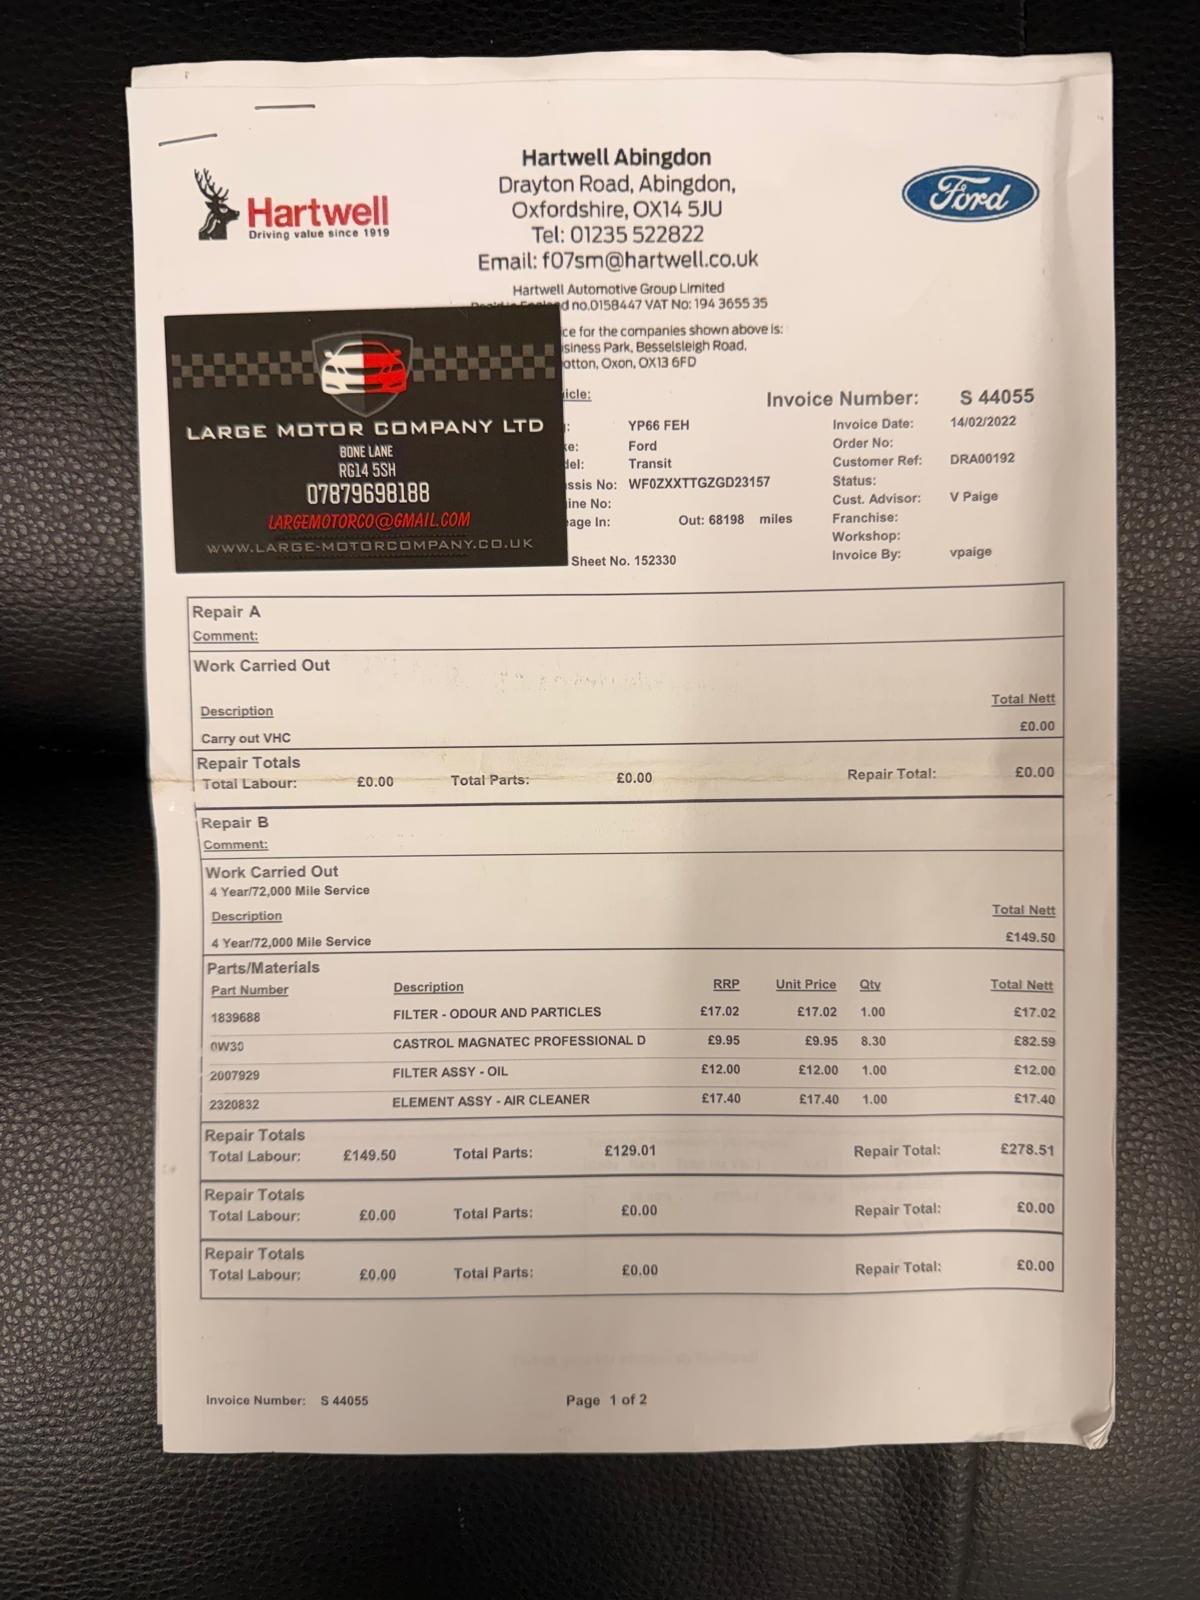 Hartwell
Driving value since 1919
Hartwell Abingdon
Drayton Road, Abingdon,
Oxfordshire, OX14 5JU
Tel: 01235 522822
Email: f07sm@hartwell.co.uk
Ford
Hartwell Automotive Group Limited
no.0158447 VAT No: 194 3655 35
for the companies shown above is:
Park, Besselsleigh Road,
Oxon, OX13 6FD
LARGE MOTOR COMPANY LTD
BONE LANE
RG14 5SH
07879698188
LARGEMOTORCO@GMAIL.COM
WWW.LARGE-MOTORCOMPANY.CO.UK
Invoice Number: S 44055
YP66 FEH Invoice Date: 14/02/2022
Ford Order No:
Transit Customer Ref: DRA00192
No: WF0ZXXTTGZGD23157 Status:
No: Cust. Advisor: V Paige
In: Out: 68198 miles Franchise:
Workshop:
Sheet No. 152330 Invoice By: vpaige
Repair A
Comment:
Work Carried Out
Description Total Nett
Carry out VHC £0.00
Repair Totals
Total Labour: £0.00 Total Parts: £0.00 Repair Total: £0.00
Repair B
Comment:
Work Carried Out
4 Year/72,000 Mile Service
Description Total Nett
4 Year/72,000 Mile Service £149.50
Parts/Materials
Part Number Description RRP Unit Price Qty Total Nett
1839688 FILTER - ODOUR AND PARTICLES £17.02 £17.02 1.00 £17.02
0W30 CASTROL MAGNATEC PROFESSIONAL D £9.95 £9.95 8.30 £82.59
2007929 FILTER ASSY - OIL £12.00 £12.00 1.00 £12.00
2320832 ELEMENT ASSY - AIR CLEANER £17.40 £17.40 1.00 £17.40
Repair Totals
Total Labour: £149.50 Total Parts: £129.01 Repair Total: £278.51
Repair Totals
Total Labour: £0.00 Total Parts: £0.00 Repair Total: £0.00
Repair Totals
Total Labour: £0.00 Total Parts: £0.00 Repair Total: £0.00
Invoice Number: S 44055 Page 1 of 2